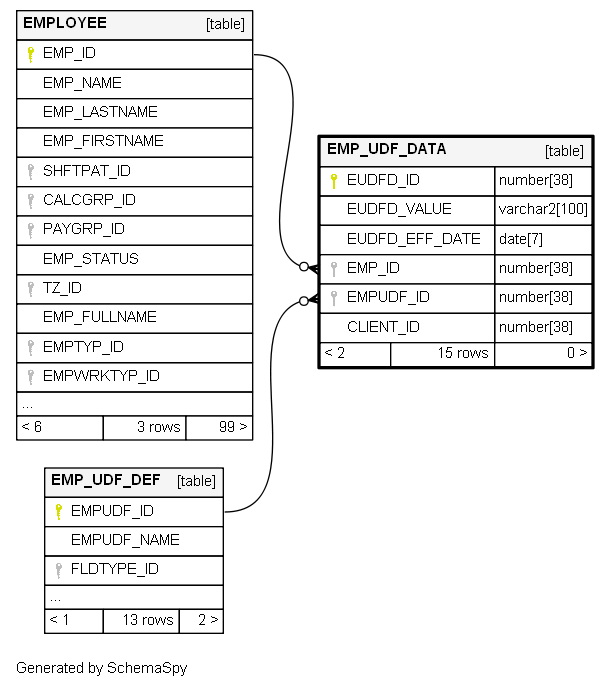 EMPLOYEE [table]
EMP_ID
EMP_NAME
EMP_LASTNAME
EMP_FIRSTNAME
SHFTPAT_ID
CALCGRP_ID
PAYGRP_ID
EMP_STATUS
TZ_ID
EMP_FULLNAME
EMPTYP_ID
EMPWRKTYP_ID
...
< 6 3 rows 99 >
EMP_UDF_DATA [table]
EUDFD_ID number[38]
EUDFD_VALUE varchar2[100]
EUDFD_EFF_DATE date[7]
EMP_ID number[38]
EMPUDF_ID number[38]
CLIENT_ID number[38]
< 2 15 rows 0 >
EMP_UDF_DEF [table]
EMPUDF_ID
EMPUDF_NAME
FLDTYPE_ID
...
< 1 13 rows 2 >
Generated by SchemaSpy